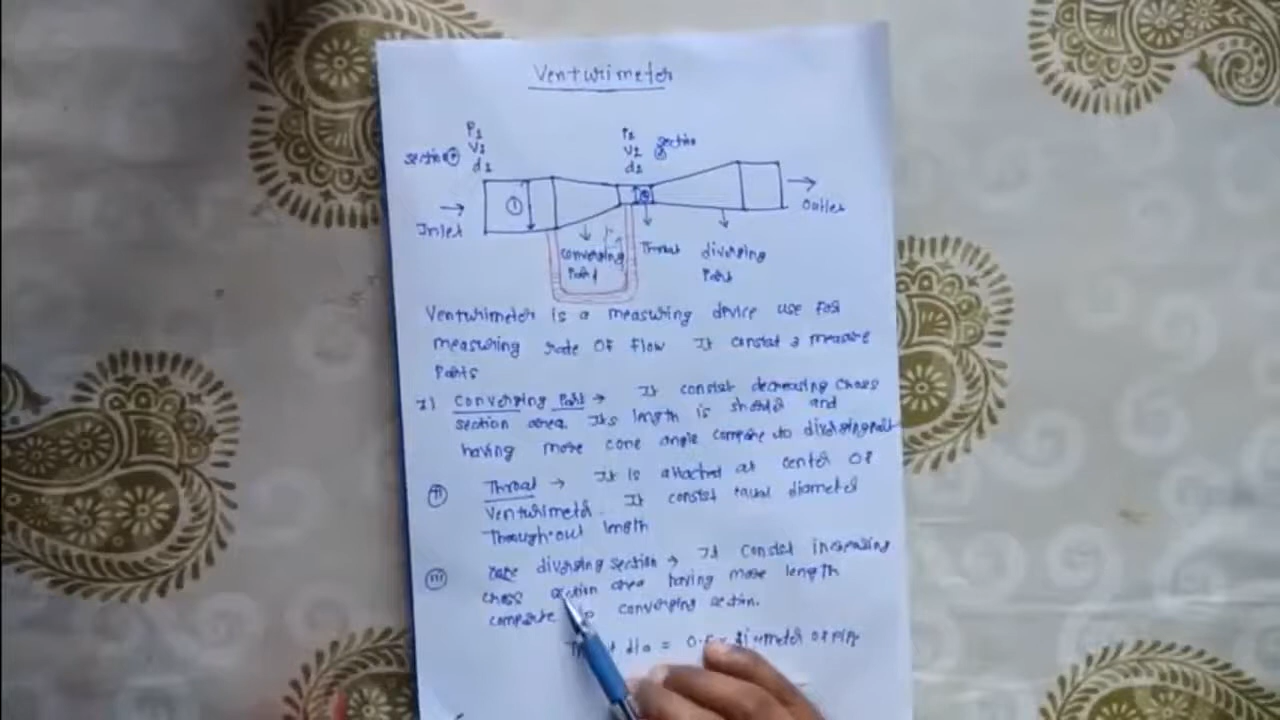 Venturimeter
P1
V1
d1
section ①
P2
V2
d2
section ②
①
②
Inlet
Outlet
converging
Part
Throat
diverging
Part
Venturimeter is a measuring device use for
measuring rate of flow It consist 3 measure
Parts
I) Converging Part → It consist decreasing cross
section area. Its length is shorter and
having more cone angle compare to diverging part
(II) Throat → It is attached at center of
Venturimeter. It consist equal diameter
Throughout length
(III) diverging section → It consist increasing
cross section area having more length
compare converging section.
dia = diameter of pipe